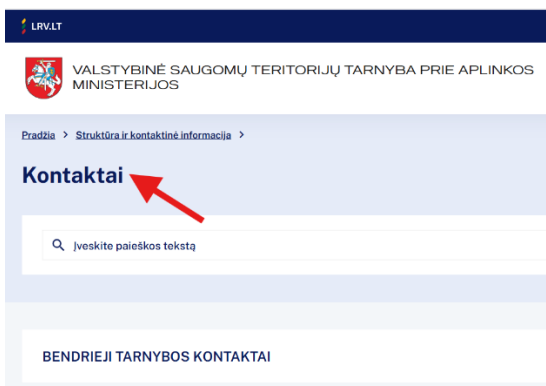 LRV.LT
VALSTYBINĖ SAUGOMŲ TERITORIJŲ TARNYBA PRIE APLINKOS
MINISTERIJOS
Pradžia > Struktūra ir kontaktinė informacija >
Kontaktai
Įveskite paieškos tekstą
BENDRIEJI TARNYBOS KONTAKTAI